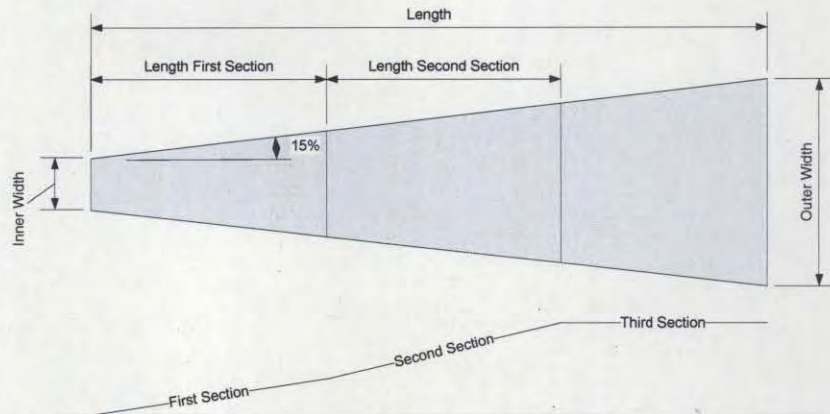 Length
Length First Section
Length Second Section
15%
Inner Width
Outer Width
Third Section
Second Section
First Section